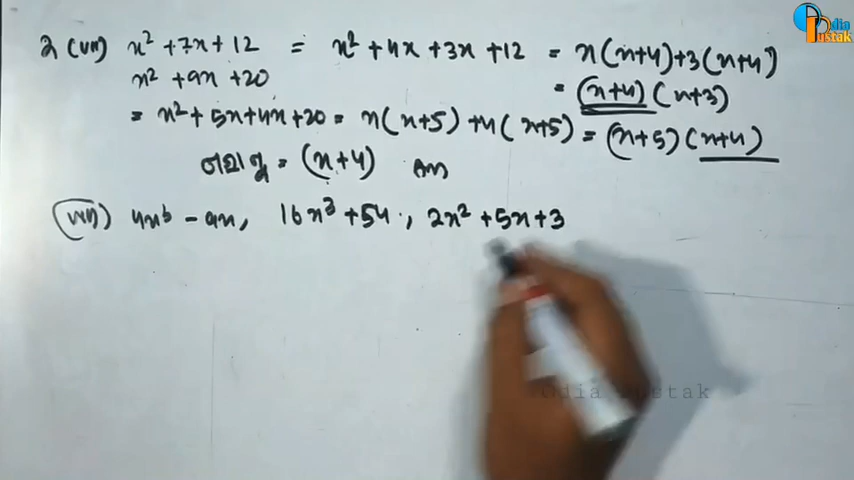 2 (vii) x² + 7x + 12 = x² + 4x + 3x + 12 = x(x+4)+3(x+4)
x² + 9x + 20 = (x+4)(x+3)
= x² + 5x+4x+20 = x(x+5) +4(x+5) = (x+5)(x+4)
ଗ.ସା.ଗୁ = (x+4) Ans
(viii) - 9x, 16x³ +54, 2x² +5x+3
Odia Pustak
Odia Pustak